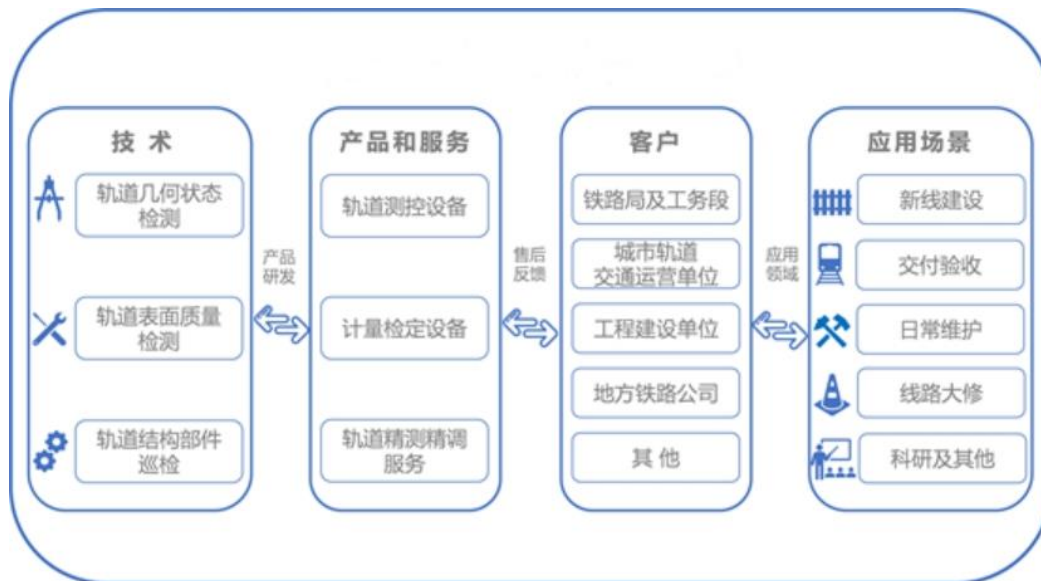 技 术
轨道几何状态
检测
轨道表面质量
检测
轨道结构部件
巡检
产品
研发
产品和服务
轨道测控设备
计量检定设备
轨道精测精调
服务
售后
反馈
客户
铁路局及工务段
城市轨道
交通运营单位
工程建设单位
地方铁路公司
其 他
应用
领域
应用场景
新线建设
交付验收
日常维护
线路大修
科研及其他